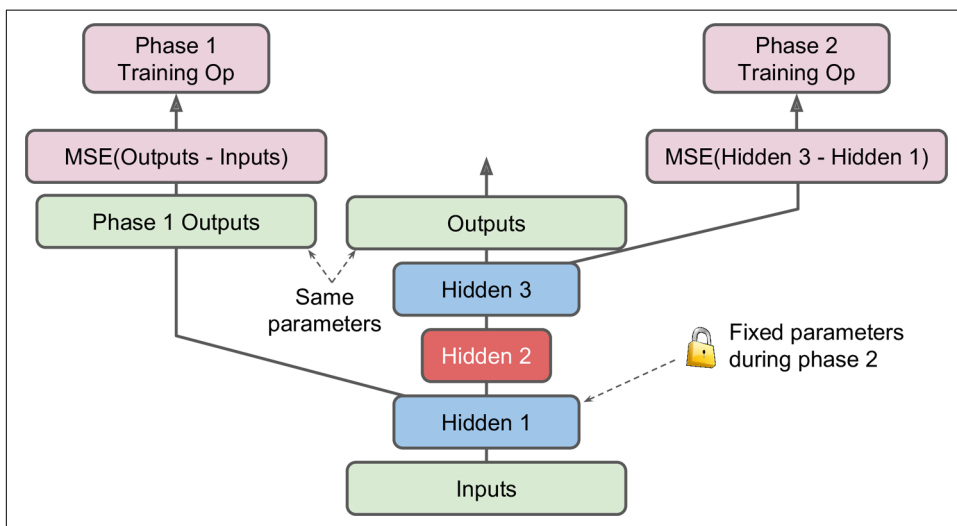 Phase 1
Training Op
Phase 2
Training Op
MSE(Outputs - Inputs)
MSE(Hidden 3 - Hidden 1)
Phase 1 Outputs
Outputs
Same
parameters
Hidden 3
Fixed parameters
during phase 2
Hidden 2
Hidden 1
Inputs